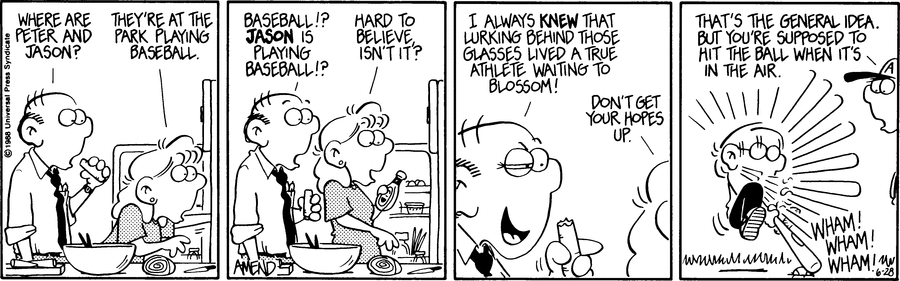 © 1988 Universal Press Syndicate
WHERE ARE
PETER AND
JASON?
THEY'RE AT THE
PARK PLAYING
BASEBALL.
BASEBALL!?
JASON IS
PLAYING
BASEBALL!?
HARD TO
BELIEVE,
ISN'T IT?
AMEND
I ALWAYS KNEW THAT
LURKING BEHIND THOSE
GLASSES LIVED A TRUE
ATHLETE WAITING TO
BLOSSOM!
DON'T GET
YOUR HOPES
UP.
THAT'S THE GENERAL IDEA.
BUT YOU'RE SUPPOSED TO
HIT THE BALL WHEN IT'S
IN THE AIR.
A
WHAM!
WHAM!
WHAM!
6-28